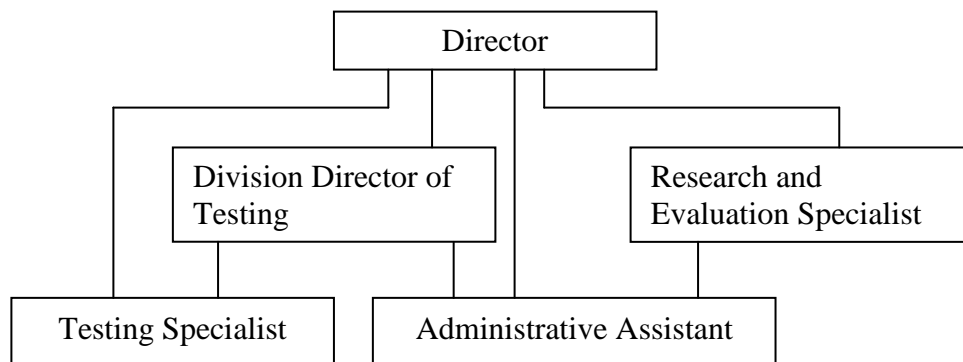 Director
Division Director of
Testing
Research and
Evaluation Specialist
Testing Specialist
Administrative Assistant